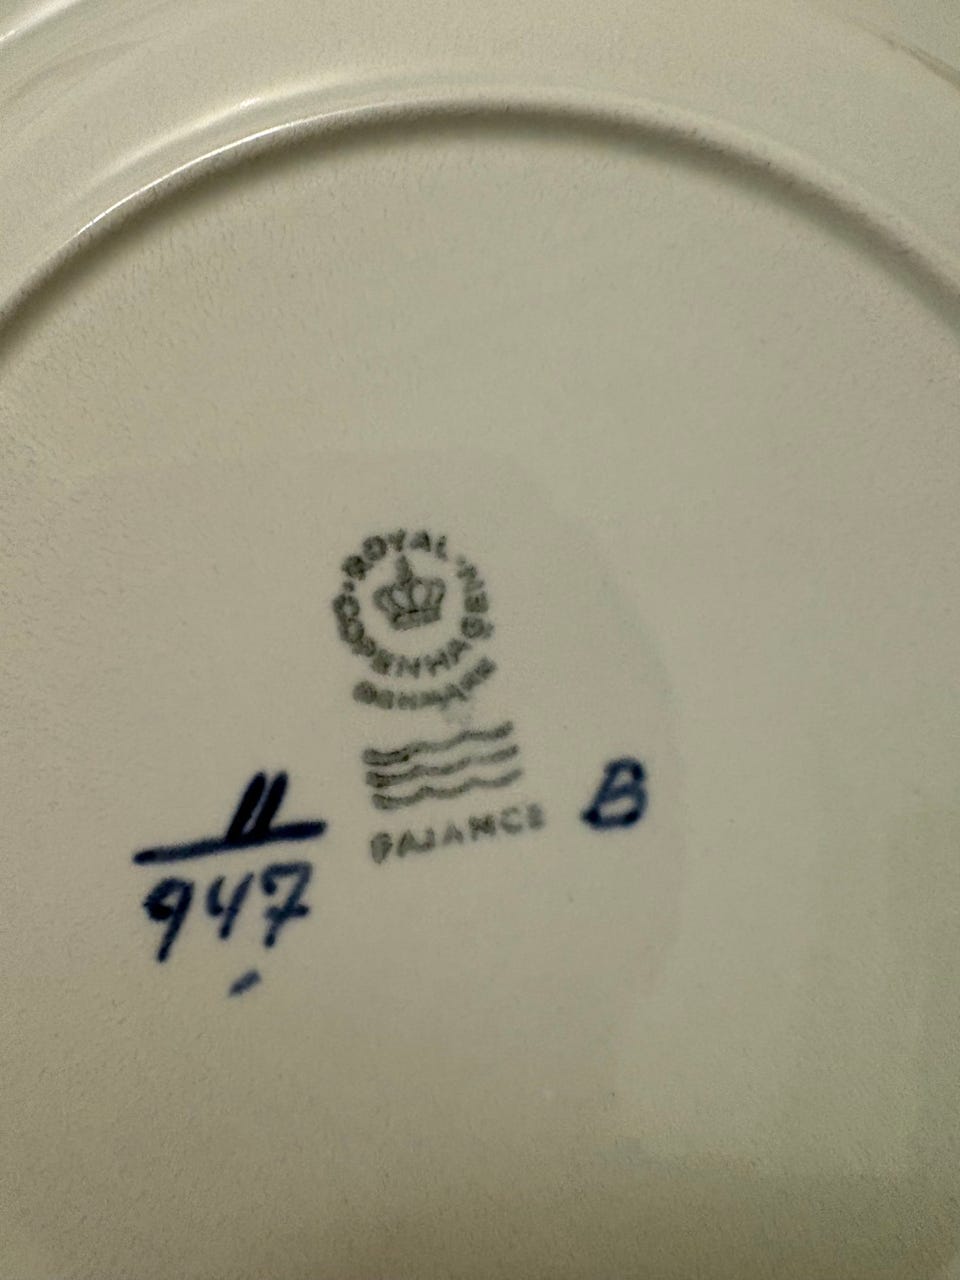 ROYAL
COPENHAGEN
DENMARK
FAJANCE
11
947
B